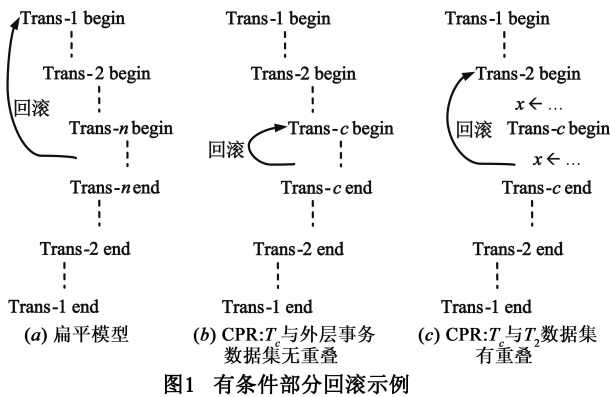 Trans-1 begin
Trans-2 begin
回滚
Trans-n begin
Trans-n end
Trans-2 end
Trans-1 end
(a) 扁平模型
Trans-1 begin
Trans-2 begin
Trans-c begin
回滚
Trans-c end
Trans-2 end
Trans-1 end
(b) CPR:Tc与外层事务
数据集无重叠
Trans-1 begin
Trans-2 begin
x ← …
回滚
Trans-c begin
x ← …
Trans-c end
Trans-2 end
Trans-1 end
(c) CPR:Tc与T2数据集
有重叠
图1 有条件部分回滚示例